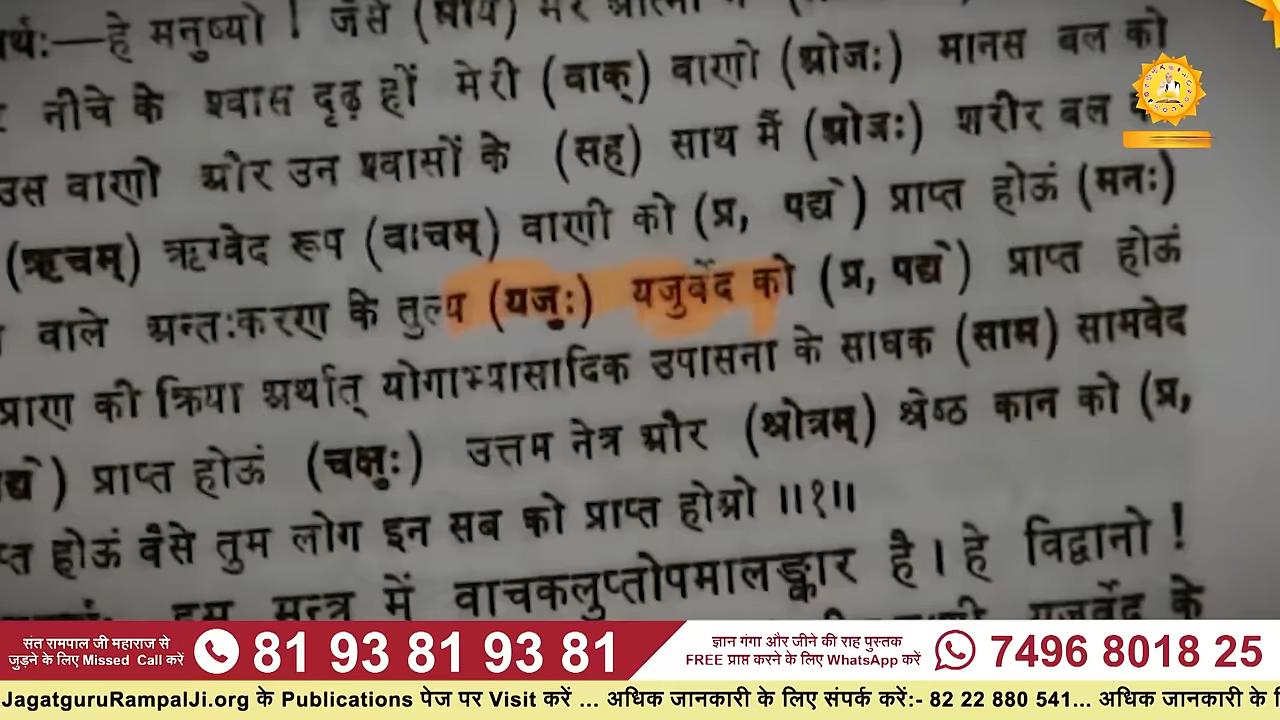 र्थ:—हे मनुष्यो ! जैसे
नीचे के श्वास दृढ़ हों मेरी (वाक्) वाणी (ओजः) मानस बल को
उस वाणी और उन श्वासों के (सह) साथ मैं (ओजः) शरीर बल
(ऋचम्) ऋग्वेद रूप (वाचम्) वाणी को (प्र, पद्ये) प्राप्त होऊं (मनः)
वाले अन्तःकरण के तुल्य (यजुः) यजुर्वेद को (प्र, पद्ये) प्राप्त होऊं
प्राण की क्रिया अर्थात् योगाभ्यासादिक उपासना के साधक (साम) सामवेद
द्ये) प्राप्त होऊं (चक्षुः) उत्तम नेत्र और (श्रोत्रम्) श्रेष्ठ कान को (प्र,
प्त होऊं वैसे तुम लोग इन सब को प्राप्त होओ ॥१॥
इस मन्त्र में वाचकलुप्तोपमालङ्कार है । हे विद्वानो !
यजुर्वेद के
संत रामपाल जी महाराज से
जुड़ने के लिए Missed Call करें
81 93 81 93 81
ज्ञान गंगा और जीने की राह पुस्तक
FREE प्राप्त करने के लिए WhatsApp करें
7496 8018 25
JagatguruRampalJi.org के Publications पेज पर Visit करें ... अधिक जानकारी के लिए संपर्क करें:- 82 22 880 541... अधिक जानकारी के